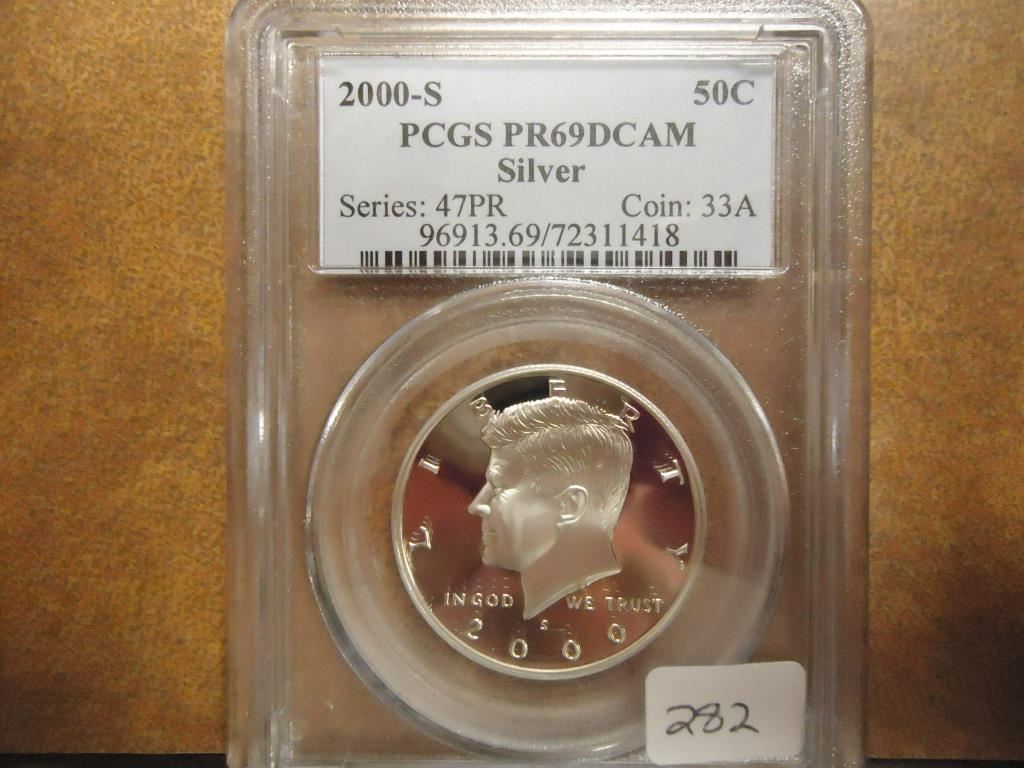 2000-S 50C
PCGS PR69DCAM
Silver
Series: 47PR Coin: 33A
96913.69/72311418
LIBERTY
IN GOD WE TRUST
S
2000
282